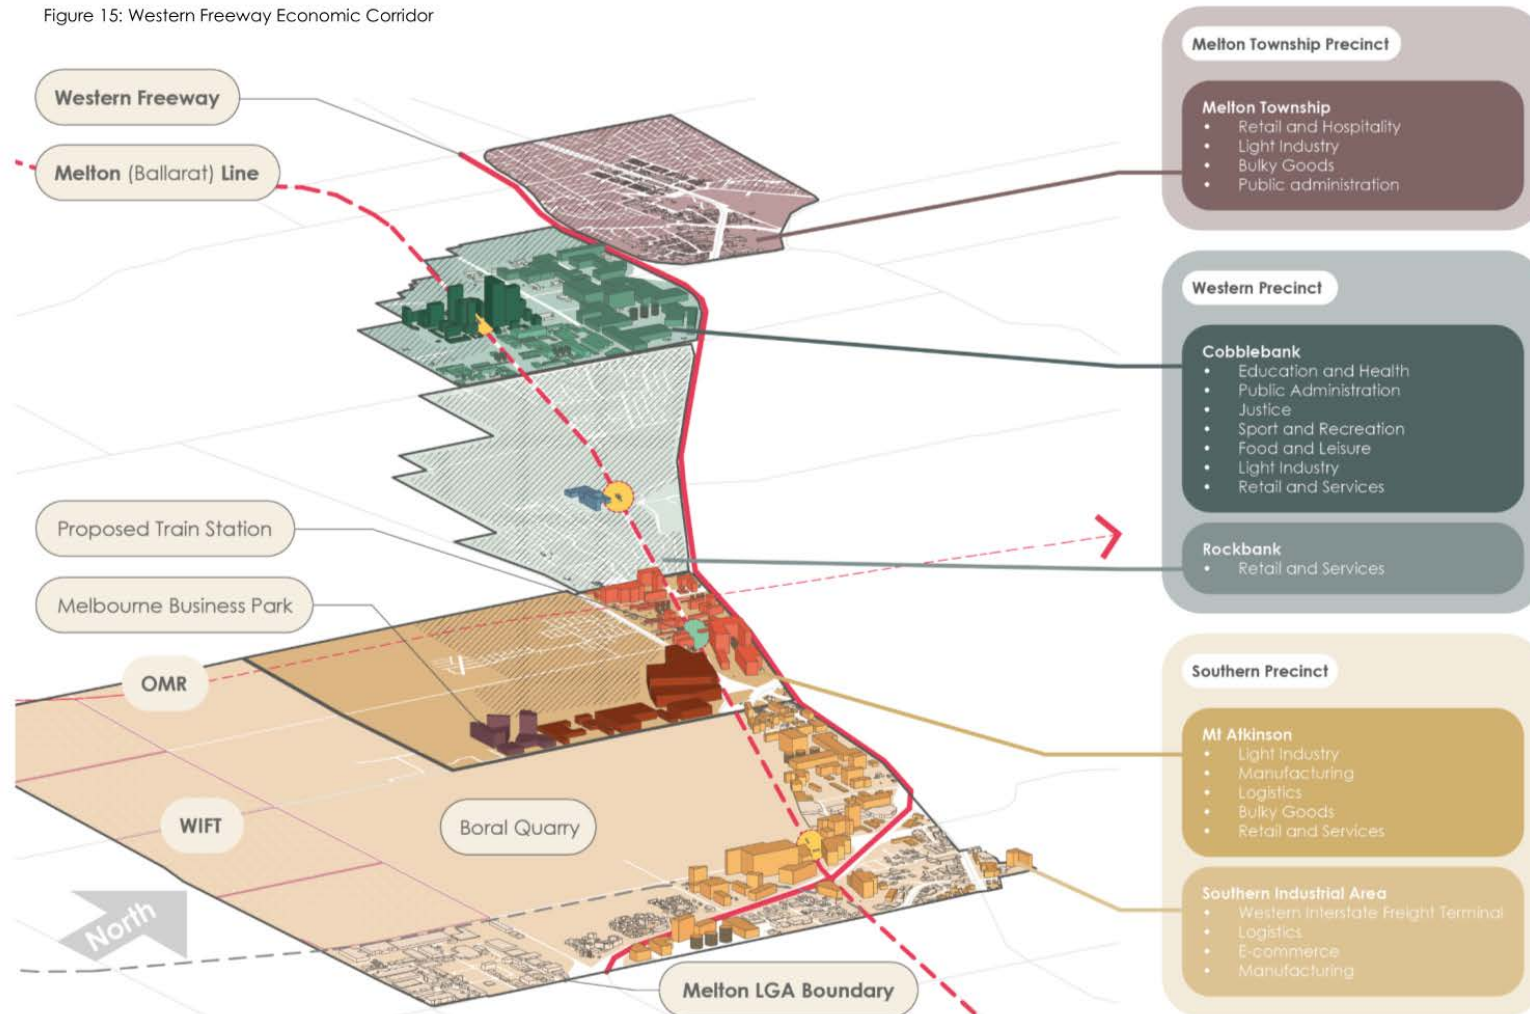 Figure 15: Western Freeway Economic Corridor
Western Freeway
Melton (Ballarat) Line
Proposed Train Station
Melbourne Business Park
OMR
WIFT
Boral Quarry
North
Melton LGA Boundary
Melton Township Precinct
Melton Township
• Retail and Hospitality
• Light Industry
• Bulky Goods
• Public administration
Western Precinct
Cobblebank
• Education and Health
• Public Administration
• Justice
• Sport and Recreation
• Food and Leisure
• Light Industry
• Retail and Services
Rockbank
• Retail and Services
Southern Precinct
Mt Atkinson
• Light Industry
• Manufacturing
• Logistics
• Bulky Goods
• Retail and Services
Southern Industrial Area
• Western Interstate Freight Terminal
• Logistics
• E-commerce
• Manufacturing